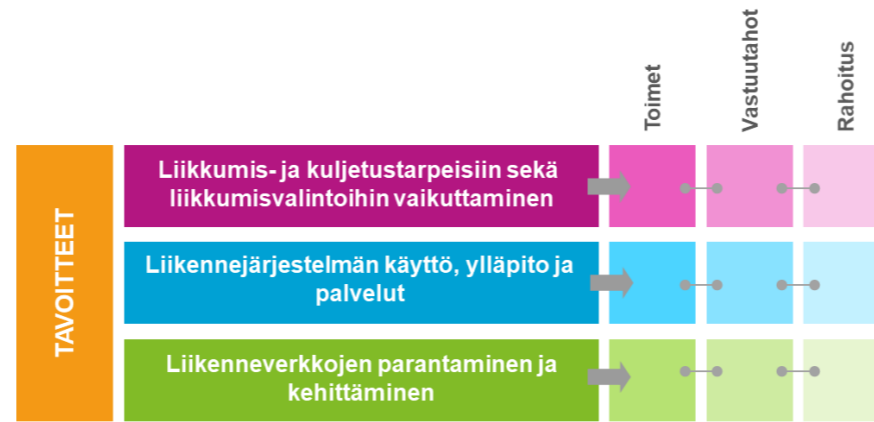 Toimet
Vastuutahot
Rahoitus
TAVOITTEET
Liikkumis- ja kuljetustarpeisiin sekä
liikkumisvalintoihin vaikuttaminen
Liikennejärjestelmän käyttö, ylläpito ja
palvelut
Liikenneverkkojen parantaminen ja
kehittäminen